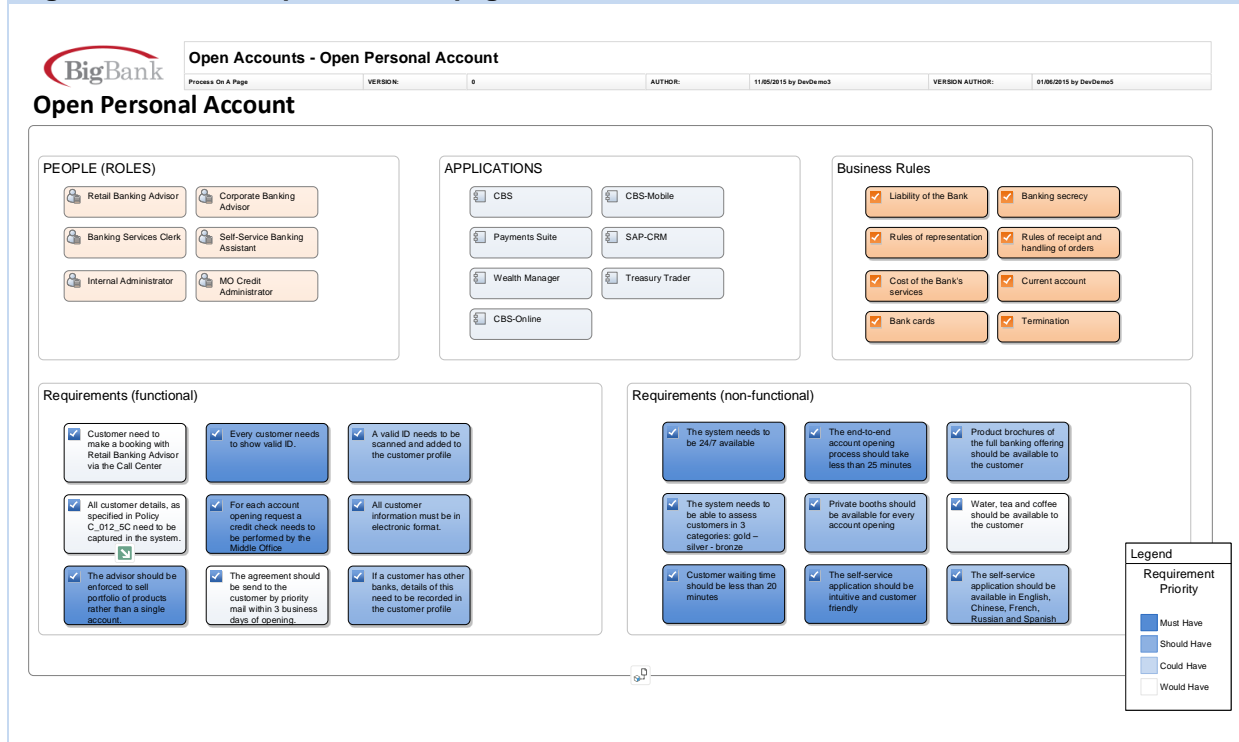 BigBank
Open Accounts - Open Personal Account
Process On A Page VERSION: 0 AUTHOR: 11/05/2015 by DevDemo3 VERSION AUTHOR: 01/06/2015 by DevDemo5
Open Personal Account
PEOPLE (ROLES)
Retail Banking Advisor
Corporate Banking
Advisor
Banking Services Clerk
Self-Service Banking
Assistant
Internal Administrator
MO Credit
Administrator
APPLICATIONS
CBS
CBS-Mobile
Payments Suite
SAP-CRM
Wealth Manager
Treasury Trader
CBS-Online
Business Rules
Liability of the Bank
Banking secrecy
Rules of representation
Rules of receipt and
handling of orders
Cost of the Bank's
services
Current account
Bank cards
Termination
Requirements (functional)
Customer need to
make a booking with
Retail Banking Advisor
via the Call Center
Every customer needs
to show valid ID.
A valid ID needs to be
scanned and added to
the customer profile
All customer details, as
specified in Policy
C_012_5C need to be
captured in the system.
For each account
opening request a
credit check needs to
be performed by the
Middle Office
All customer
information must be in
electronic format.
The advisor should be
enforced to sell
portfolio of products
rather than a single
account.
The agreement should
be send to the
customer by priority
mail within 3 business
days of opening.
If a customer has other
banks, details of this
need to be recorded in
the customer profile
Requirements (non-functional)
The system needs to
be 24/7 available
The end-to-end
account opening
process should take
less than 25 minutes
Product brochures of
the full banking offering
should be available to
the customer
The system needs to
be able to assess
customers in 3
categories: gold –
silver - bronze
Private booths should
be available for every
account opening
Water, tea and coffee
should be available to
the customer
Customer waiting time
should be less than 20
minutes
The self-service
application should be
intuitive and customer
friendly
The self-service
application should be
available in English,
Chinese, French,
Russian and Spanish
Legend
Requirement
Priority
Must Have
Should Have
Could Have
Would Have